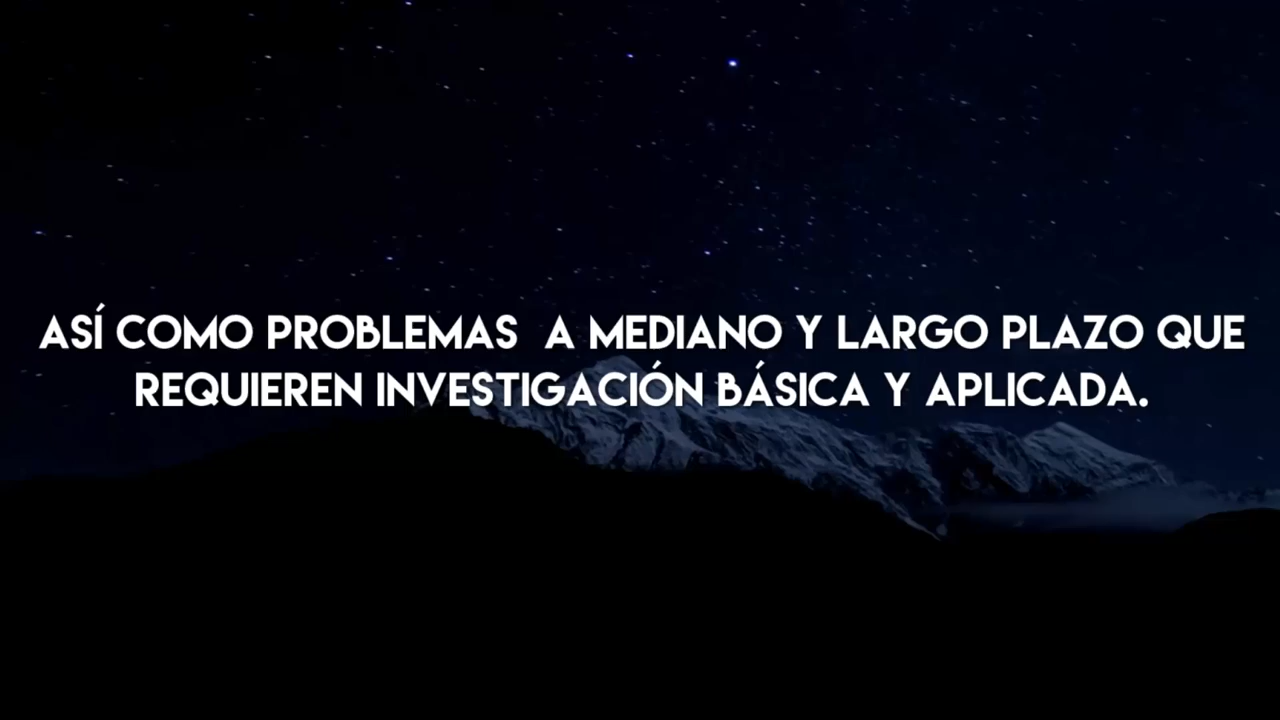 ASÍ COMO PROBLEMAS  A MEDIANO Y LARGO PLAZO QUE
REQUIEREN INVESTIGACIÓN BÁSICA Y APLICADA.